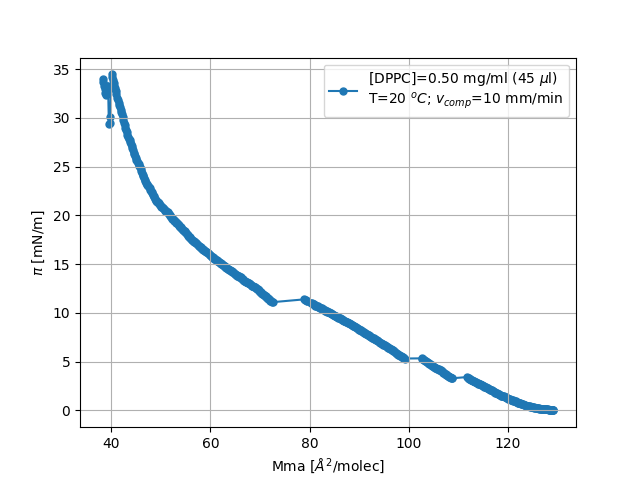 [DPPC]=0.50 mg/ml (45 μl)
T=20 °C; v_comp=10 mm/min
35
30
25
20
15
10
5
0
π [mN/m]
40 60 80 100 120
Mma [Å²/molec]